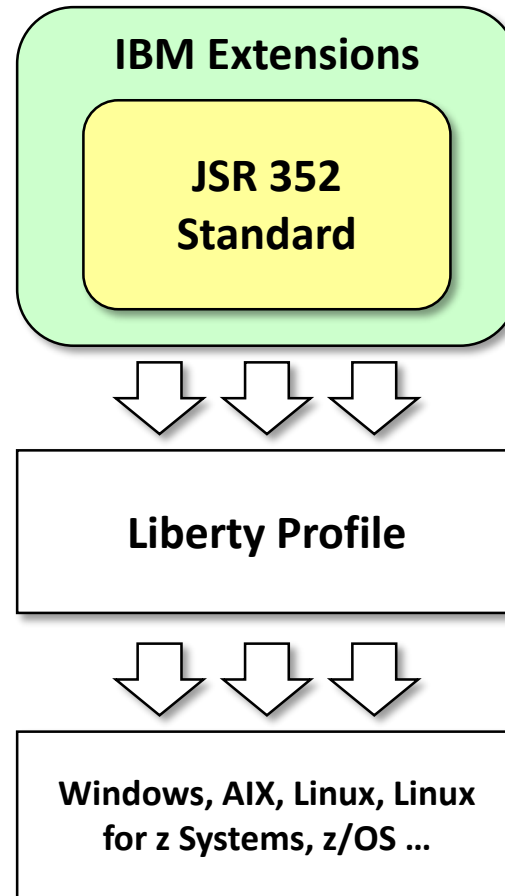 IBM Extensions
JSR 352
Standard
Liberty Profile
Windows, AIX, Linux, Linux
for z Systems, z/OS ...